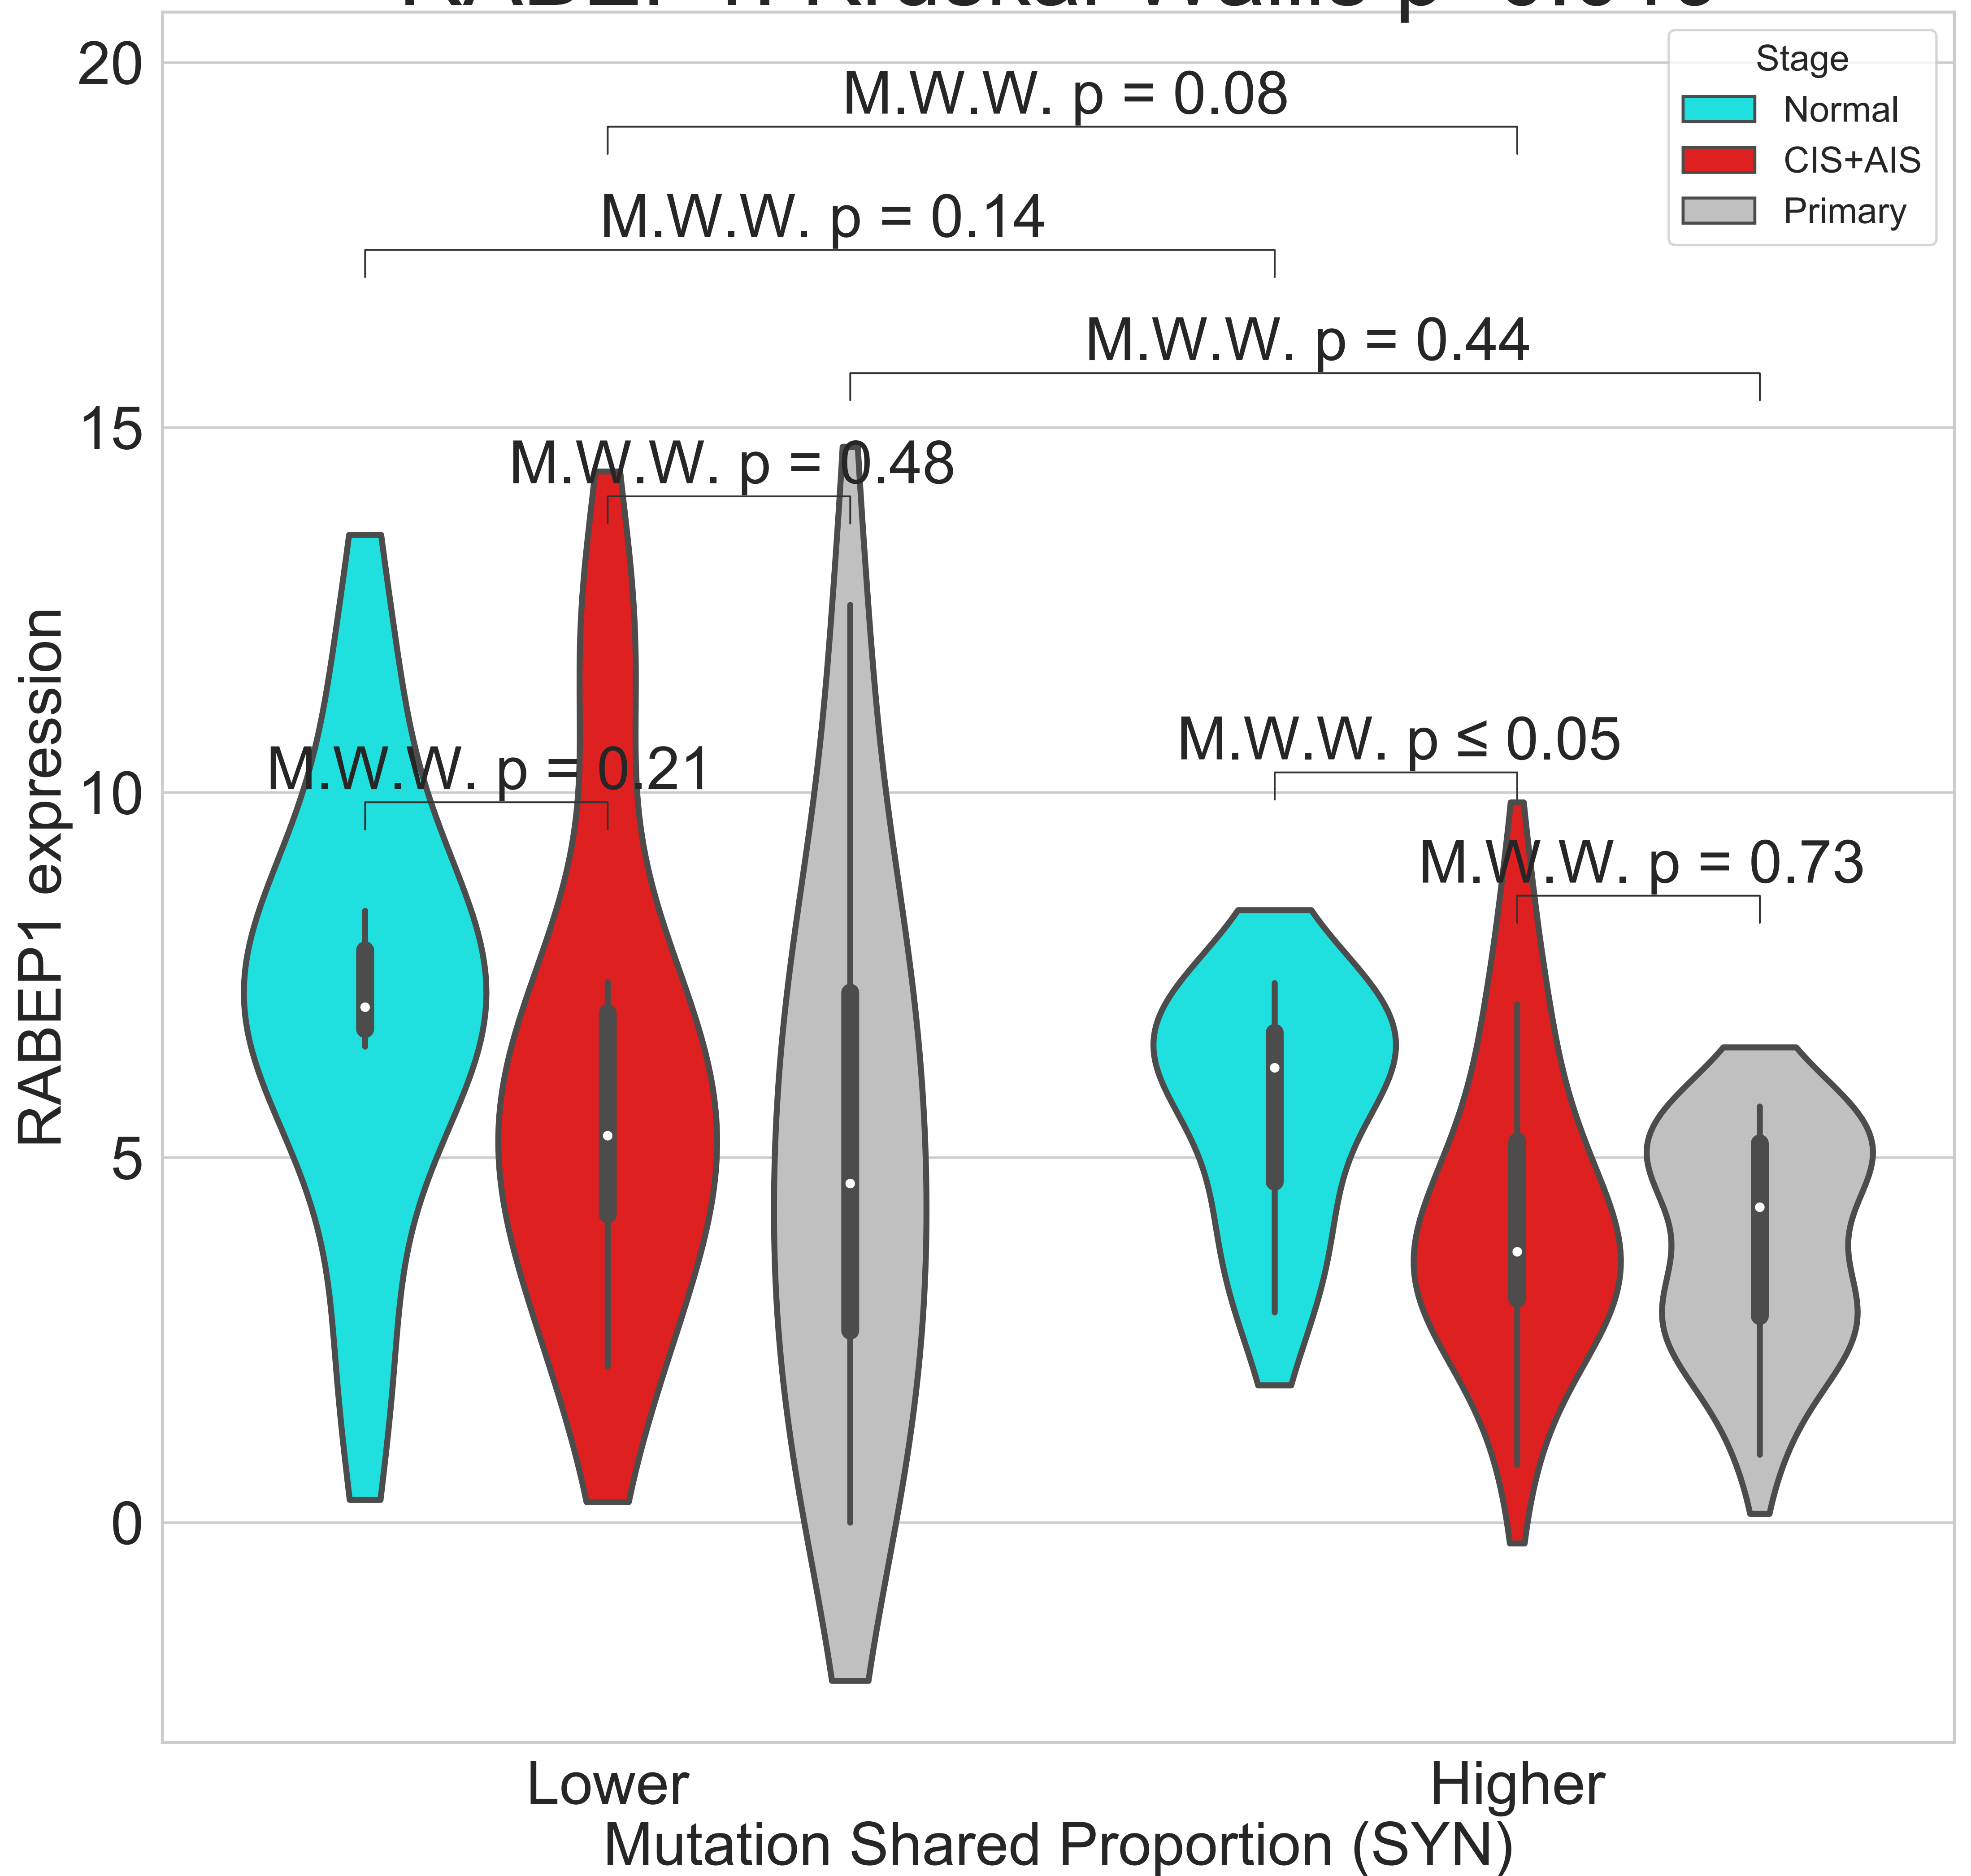 20
15
10
5
0
RABEP1 expression
Stage
Normal
CIS+AIS
Primary
M.W.W. p = 0.08
M.W.W. p = 0.14
M.W.W. p = 0.44
M.W.W. p = 0.48
M.W.W. p ≤ 0.05
M.W.W. p = 0.21
M.W.W. p = 0.73
Lower
Higher
Mutation Shared Proportion (SYN)